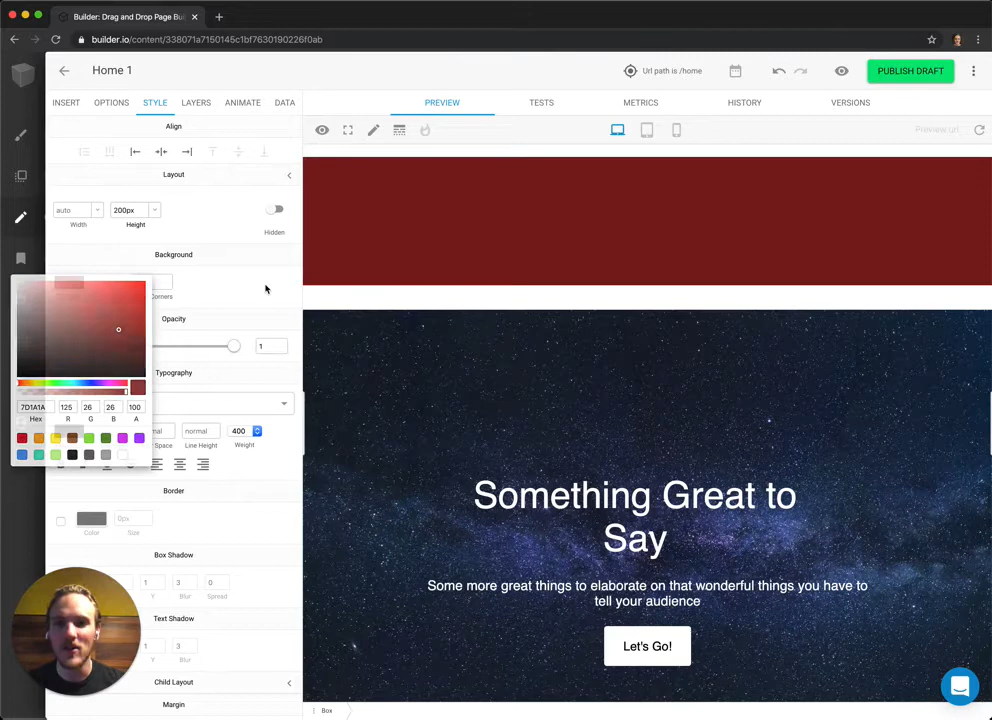 Builder: Drag and Drop Page Bui
builder.io/content/338071a7150145c1bf7630190226f0ab
Home 1
Url path is /home
PUBLISH DRAFT
INSERT OPTIONS STYLE LAYERS ANIMATE DATA
PREVIEW TESTS METRICS HISTORY VERSIONS
Align
Preview url
Layout
auto 200px
Width Height
Hidden
Background
Corners
Opacity
1
Typography
7D1A1A 125 26 26 100
Hex R G B A
normal 400
Space Line Height Weight
Border
0px
Color Size
Box Shadow
1 3 0
Y Blur Spread
Text Shadow
1 3
Y Blur
Child Layout
Margin
Something Great to
Say
Some more great things to elaborate on that wonderful things you have to
tell your audience
Let's Go!
Box